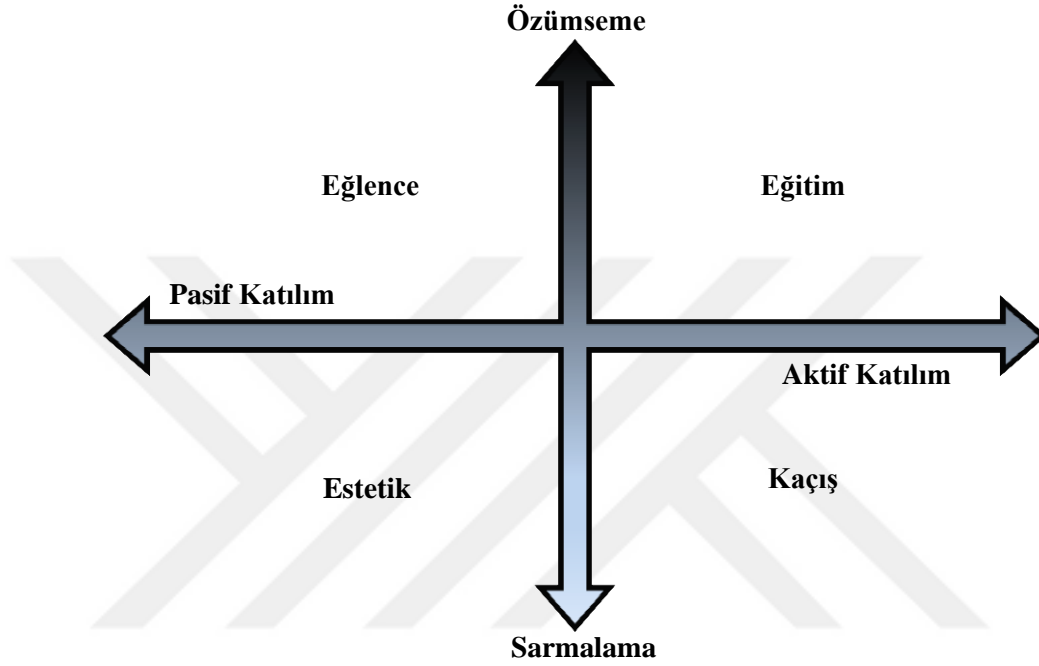 Özümseme
Eğlence
Eğitim
Pasif Katılım
Aktif Katılım
Estetik
Kaçış
Sarmalama